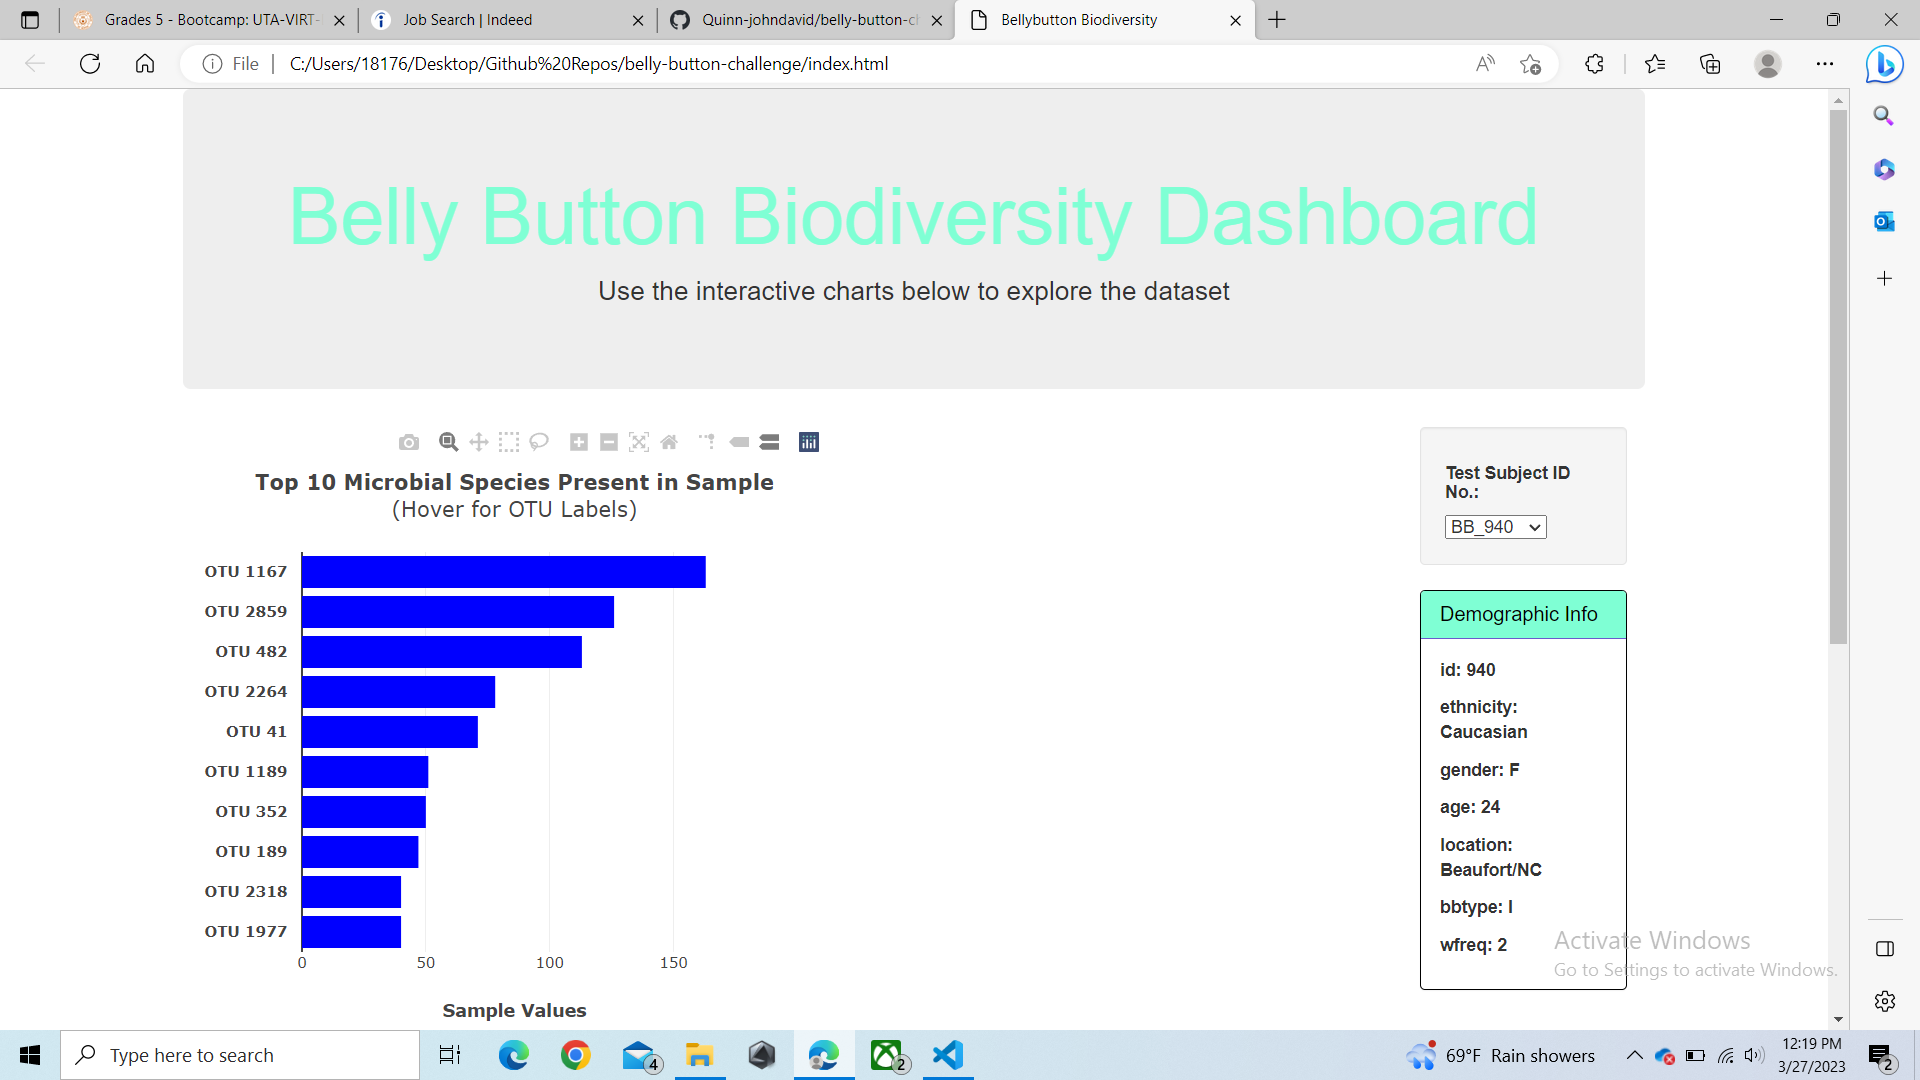 Grades 5 - Bootcamp: UTA-VIRT-
Job Search | Indeed
Quinn-johndavid/belly-button-ch
Bellybutton Biodiversity
File
C:/Users/18176/Desktop/Github%20Repos/belly-button-challenge/index.html
Belly Button Biodiversity Dashboard
Use the interactive charts below to explore the dataset
Top 10 Microbial Species Present in Sample
(Hover for OTU Labels)
OTU 1167
OTU 2859
OTU 482
OTU 2264
OTU 41
OTU 1189
OTU 352
OTU 189
OTU 2318
OTU 1977
0 50 100 150
Sample Values
Test Subject ID
No.:
BB_940
Demographic Info
id: 940
ethnicity:
Caucasian
gender: F
age: 24
location:
Beaufort/NC
bbtype: I
wfreq: 2
Activate Windows
Go to Settings to activate Windows.
Type here to search
4
2
69°F Rain showers
12:19 PM
3/27/2023
2